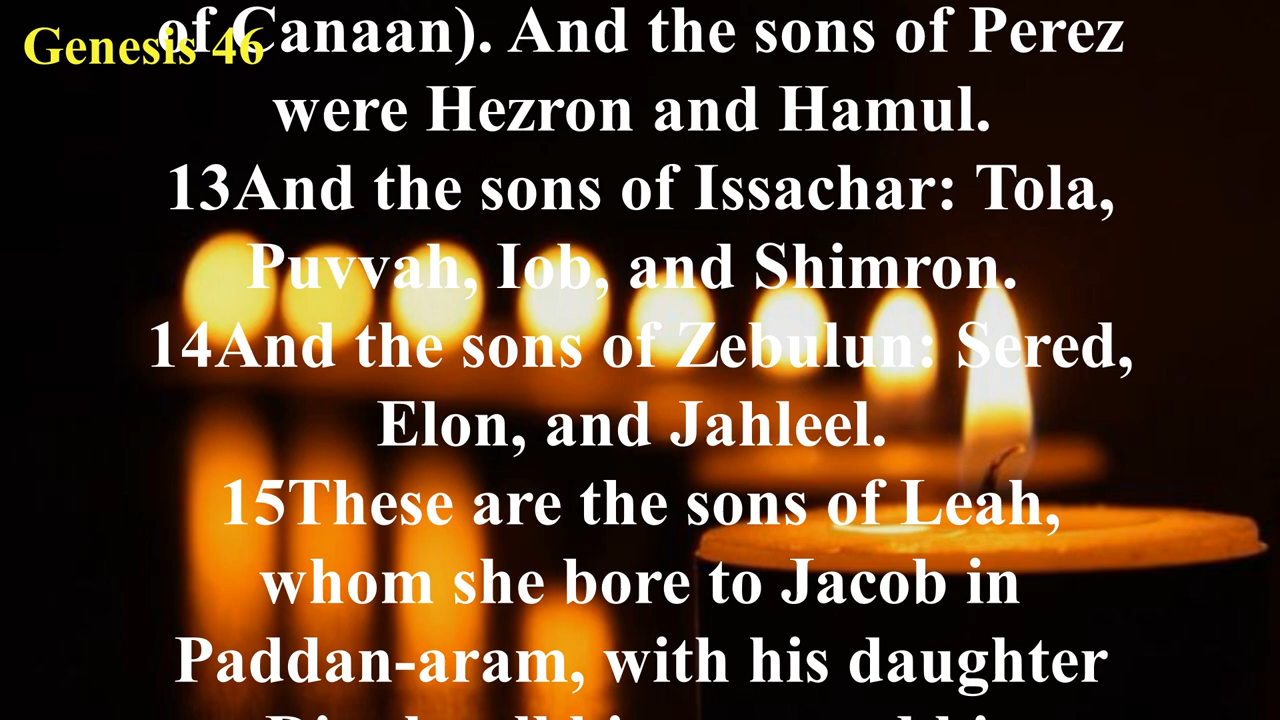 Genesis 46
of Canaan). And the sons of Perez
were Hezron and Hamul.
13And the sons of Issachar: Tola,
Puvvah, Iob, and Shimron.
14And the sons of Zebulun: Sered,
Elon, and Jahleel.
15These are the sons of Leah,
whom she bore to Jacob in
Paddan-aram, with his daughter